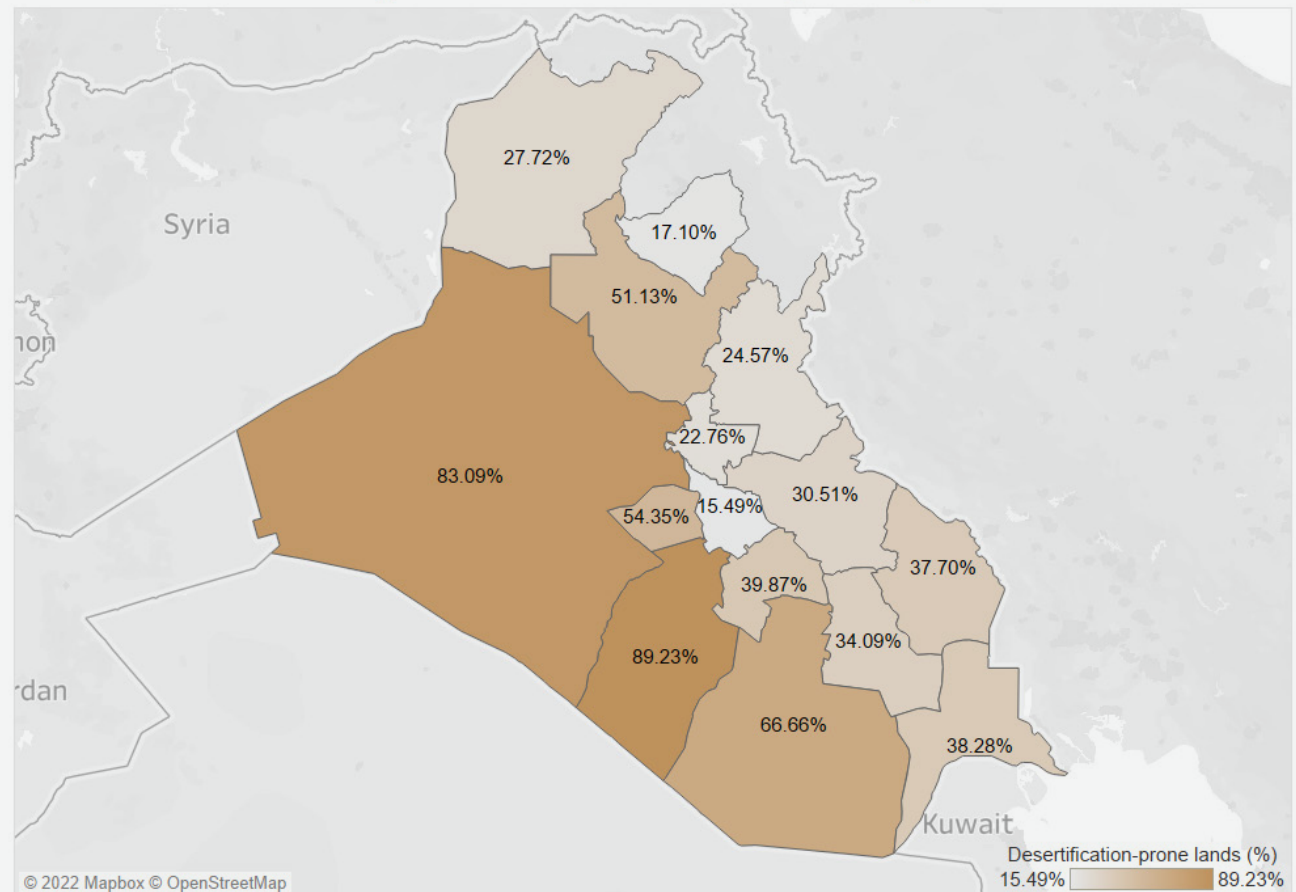 27.72%
Syria
17.10%
51.13%
non
24.57%
22.76%
83.09%
30.51%
15.49%
54.35%
37.70%
39.87%
34.09%
89.23%
rdan
66.66%
38.28%
Kuwait
Desertification-prone lands (%)
15.49% 89.23%
© 2022 Mapbox © OpenStreetMap